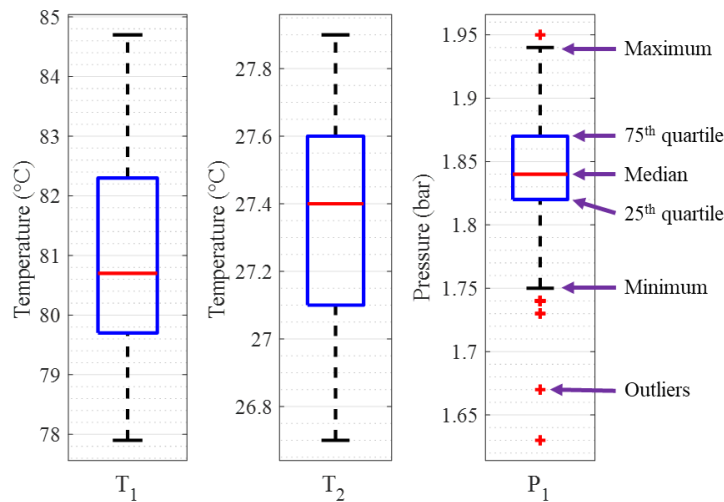 Temperature (°C)
85
84
83
82
81
80
79
78
T1
Temperature (°C)
27.8
27.6
27.4
27.2
27
26.8
T2
Pressure (bar)
1.95
1.9
1.85
1.8
1.75
1.7
1.65
P1
Maximum
75th quartile
Median
25th quartile
Minimum
Outliers